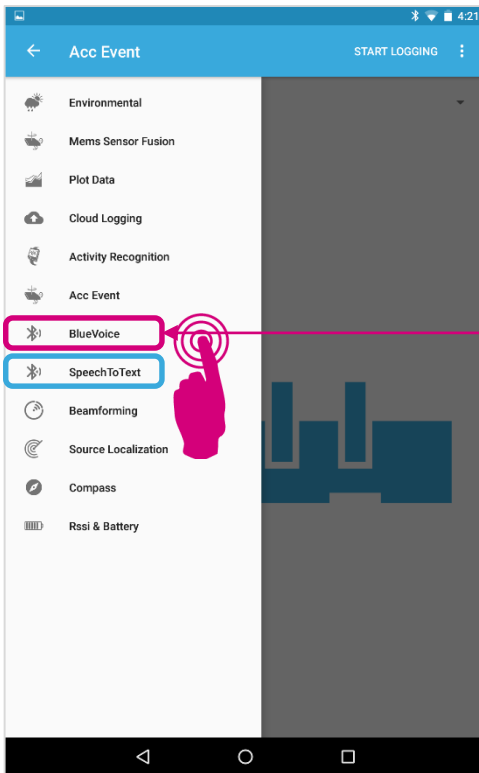 4:21
Acc Event
START LOGGING
Environmental
Mems Sensor Fusion
Plot Data
Cloud Logging
Activity Recognition
Acc Event
BlueVoice
SpeechToText
Beamforming
Source Localization
Compass
Rssi & Battery